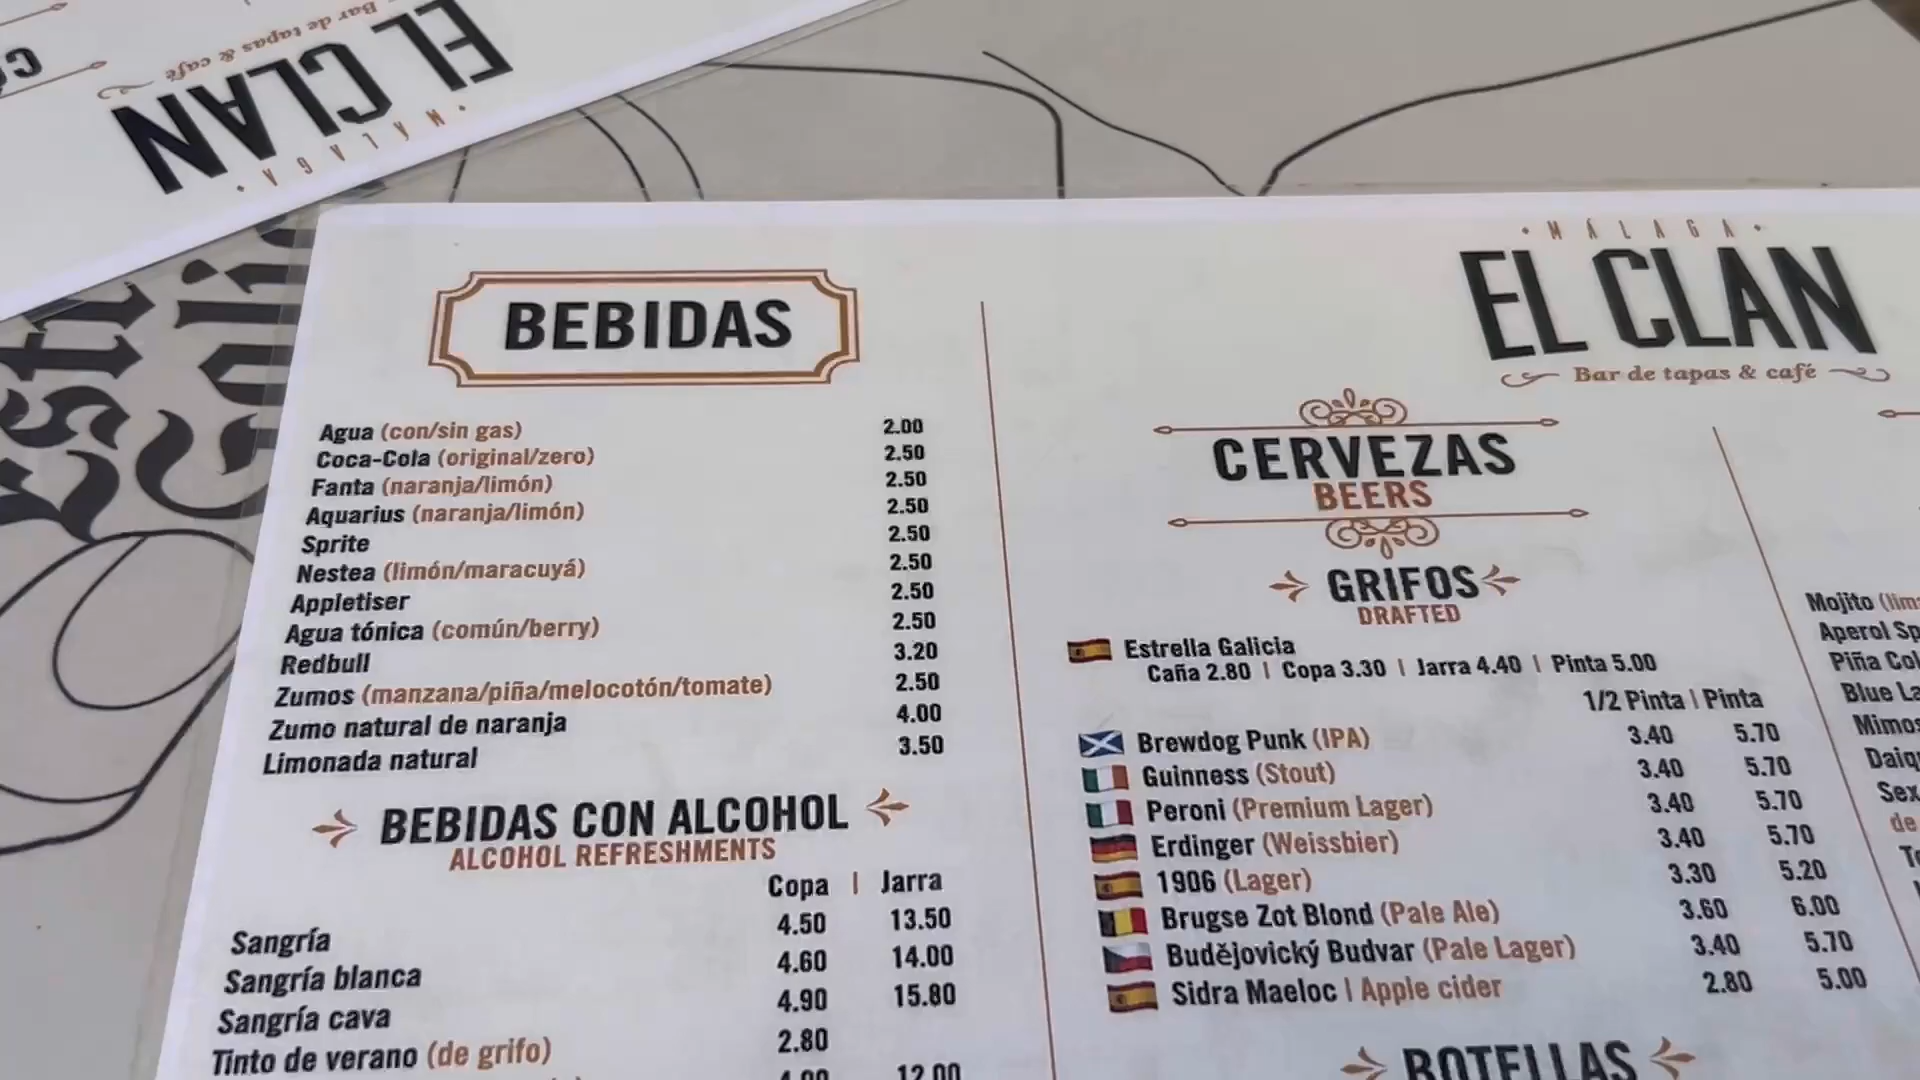 EL CLAN
Bar de tapas & café
MALAGA
BEBIDAS
Agua (con/sin gas) 2.00
Coca-Cola (original/zero) 2.50
Fanta (naranja/limón) 2.50
Aquarius (naranja/limón) 2.50
Sprite 2.50
Nestea (limón/maracuyá) 2.50
Appletiser 2.50
Agua tónica (común/berry) 2.50
Redbull 3.20
Zumos (manzana/piña/melocotón/tomate) 2.50
Zumo natural de naranja 4.00
Limonada natural 3.50
BEBIDAS CON ALCOHOL
ALCOHOL REFRESHMENTS
Copa | Jarra
Sangría 4.50 13.50
Sangría blanca 4.60 14.00
Sangría cava 4.90 15.80
Tinto de verano (de grifo) 2.80
12.00
MÁLAGA
EL CLAN
Bar de tapas & café
CERVEZAS
BEERS
GRIFOS
DRAFTED
Estrella Galicia
Caña 2.80 | Copa 3.30 | Jarra 4.40 | Pinta 5.00
1/2 Pinta | Pinta
Brewdog Punk (IPA) 3.40 5.70
Guinness (Stout) 3.40 5.70
Peroni (Premium Lager) 3.40 5.70
Erdinger (Weissbier) 3.40 5.70
1906 (Lager) 3.30 5.20
Brugse Zot Blond (Pale Ale) 3.60 6.00
Budějovický Budvar (Pale Lager) 3.40 5.70
Sidra Maeloc | Apple cider 2.80 5.00
BOTELLAS
Mojito
Aperol
Piña
Blue
de